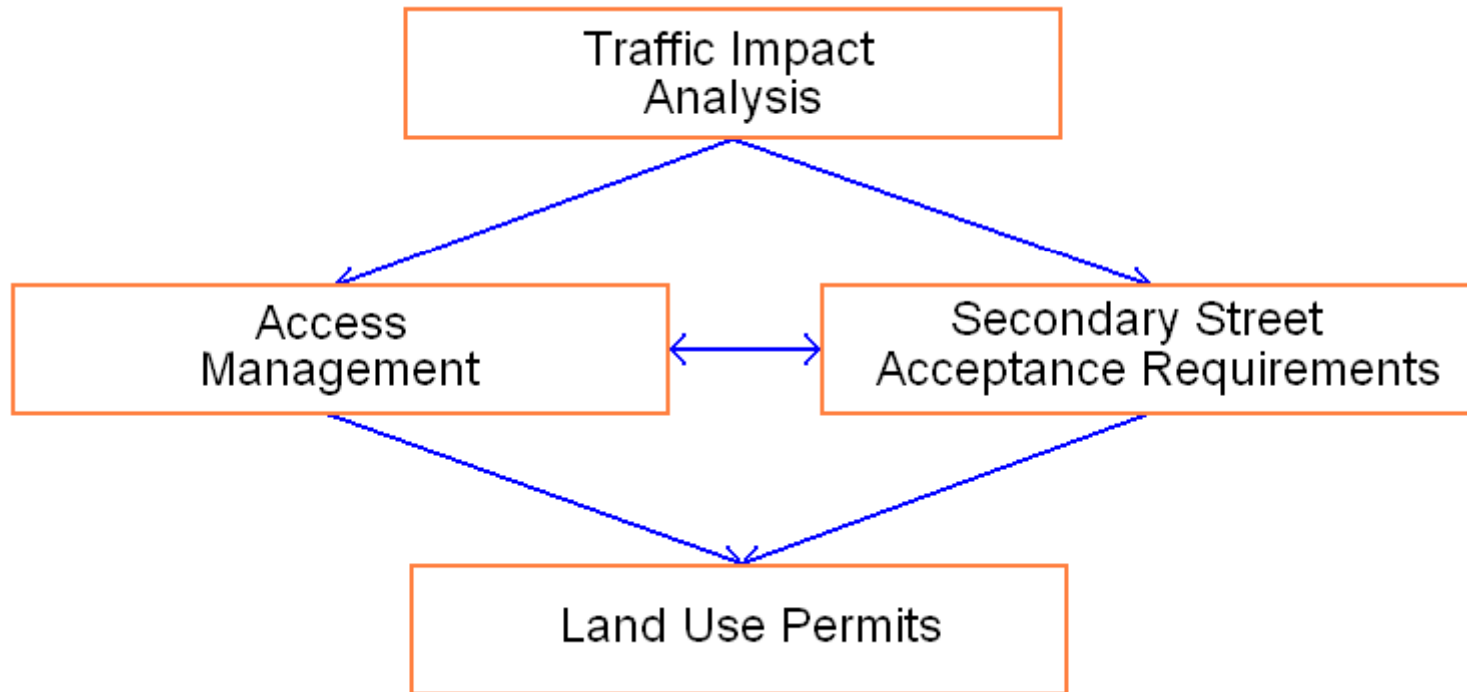 Traffic Impact
Analysis
Access
Management
Secondary Street
Acceptance Requirements
Land Use Permits